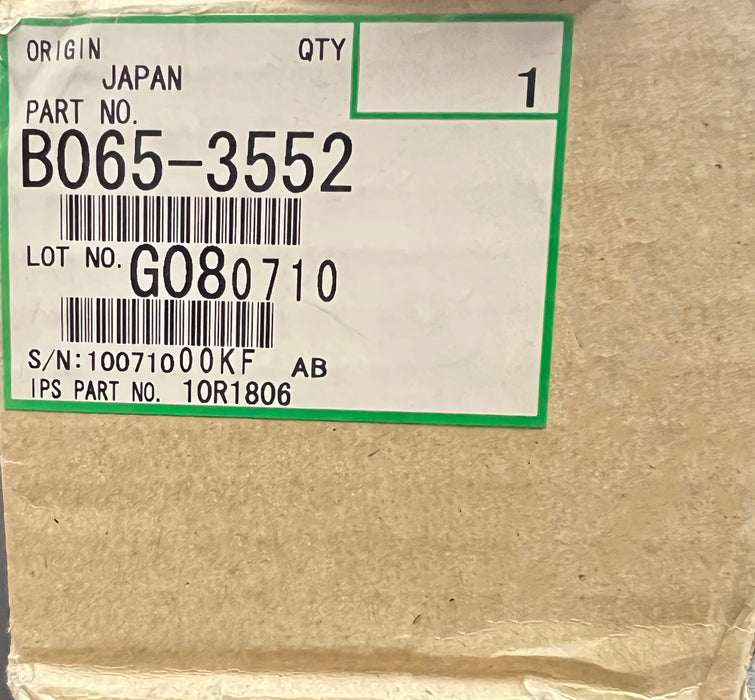 ORIGIN QTY
JAPAN 1
PART NO.
B065-3552
LOT NO. G080710
S/N:10071000KF AB
IPS PART NO. 10R1806